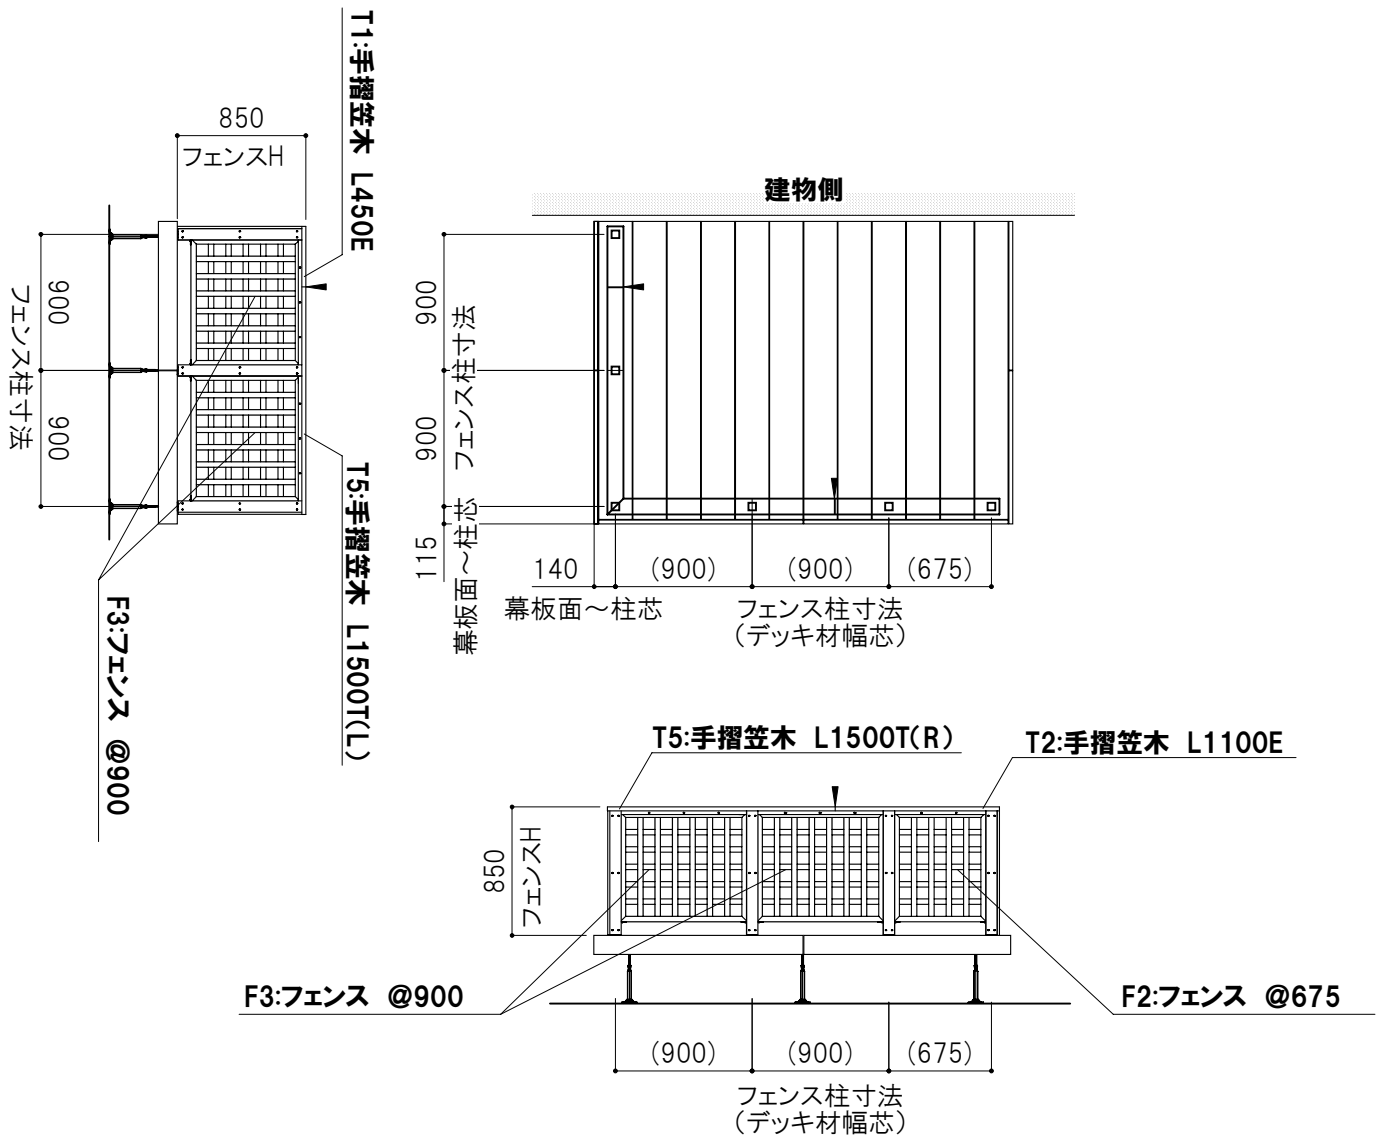 T1:手摺笠木 L450E
850
フェンスH
900
900
フェンス柱寸法
T5:手摺笠木 L1500T(L)
F3:フェンス @900
建物側
900
900
フェンス柱寸法
115
幕板面～柱芯
140
(900)
(900)
(675)
幕板面～柱芯
フェンス柱寸法
(デッキ材幅芯)
T5:手摺笠木 L1500T(R)
T2:手摺笠木 L1100E
850
フェンスH
F3:フェンス @900
F2:フェンス @675
(900)
(900)
(675)
フェンス柱寸法
(デッキ材幅芯)